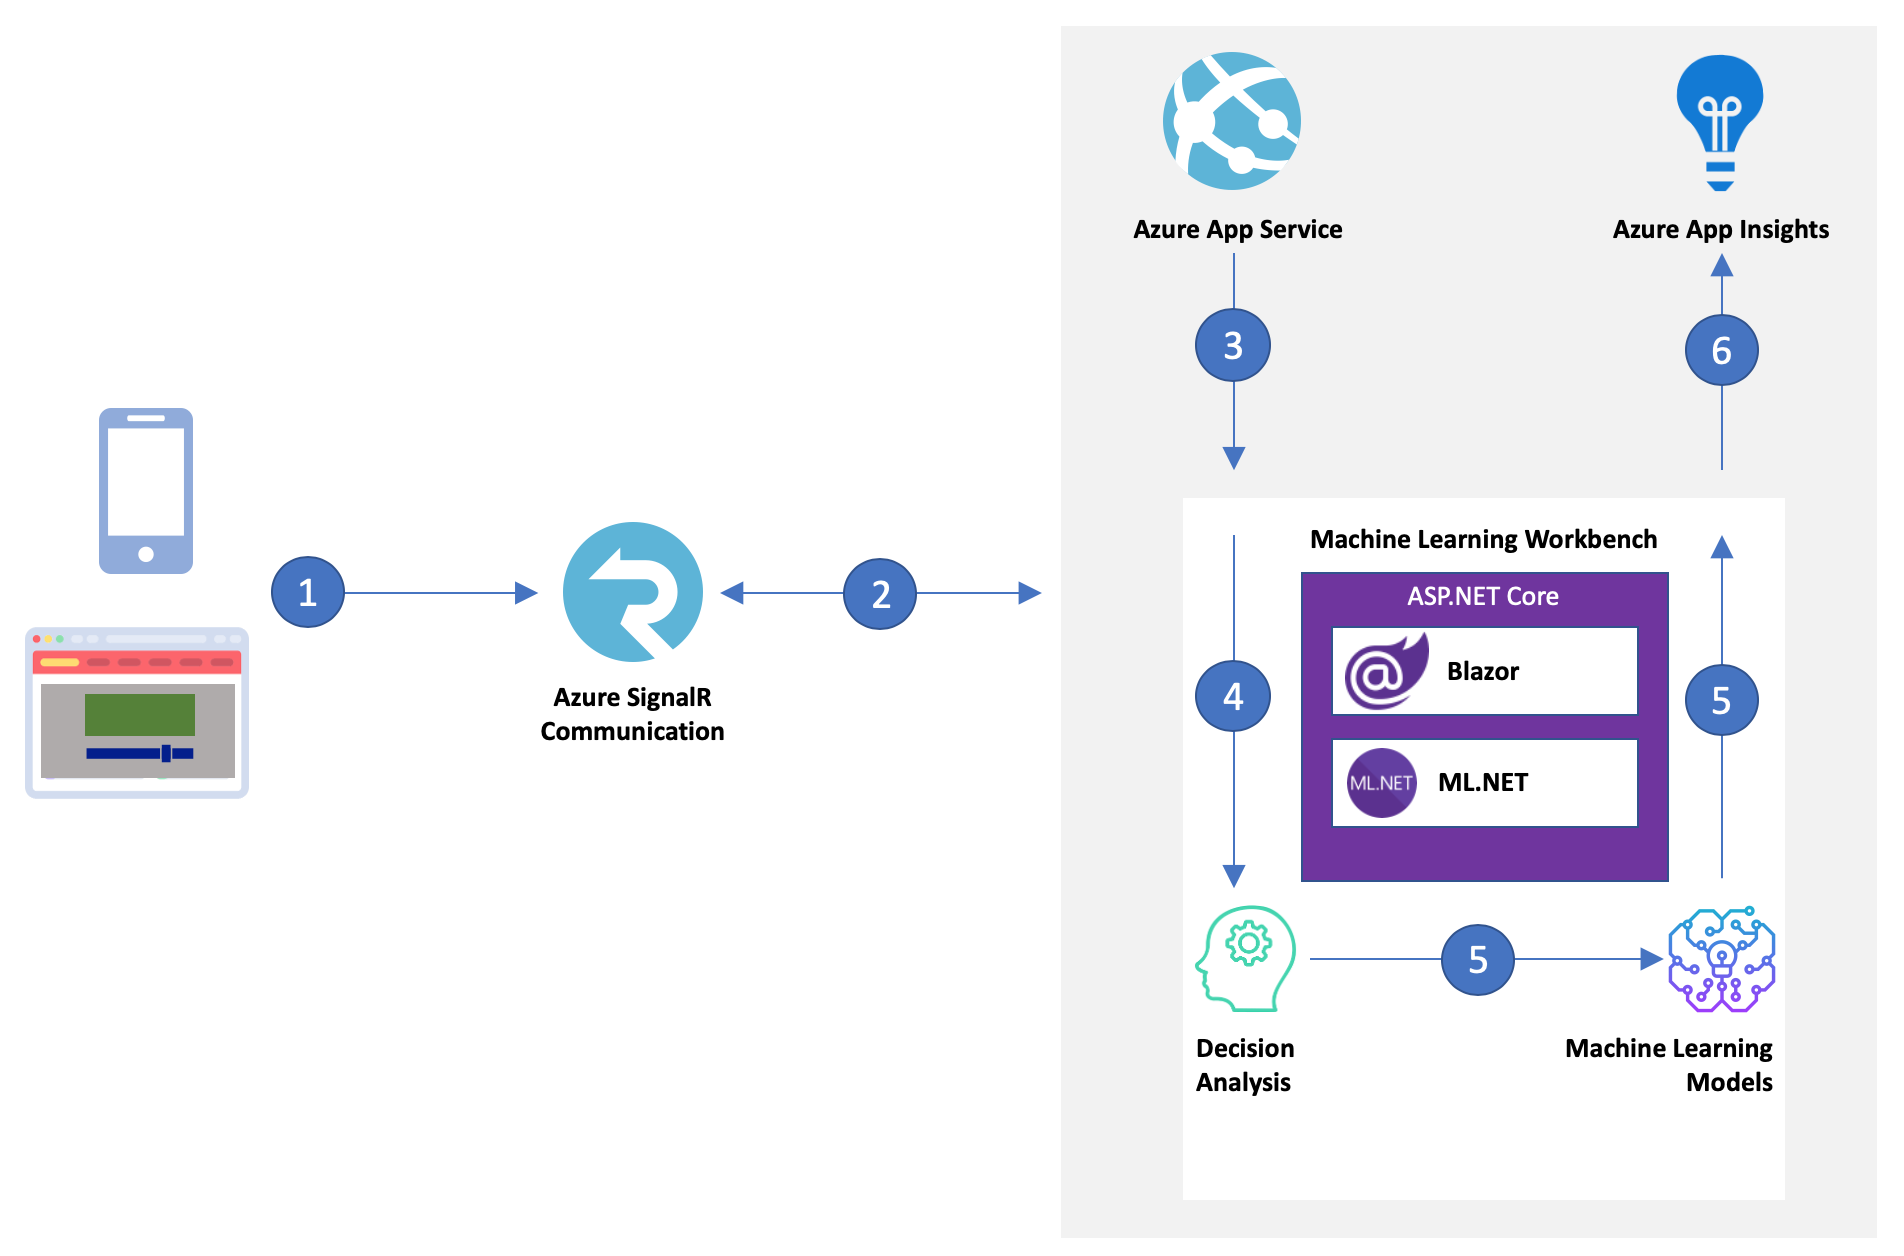 Azure App Service
Azure App Insights
3
6
1
2
Azure SignalR
Communication
Machine Learning Workbench
ASP.NET Core
Blazor
ML.NET
ML.NET
4
5
5
Decision
Analysis
Machine Learning
Models